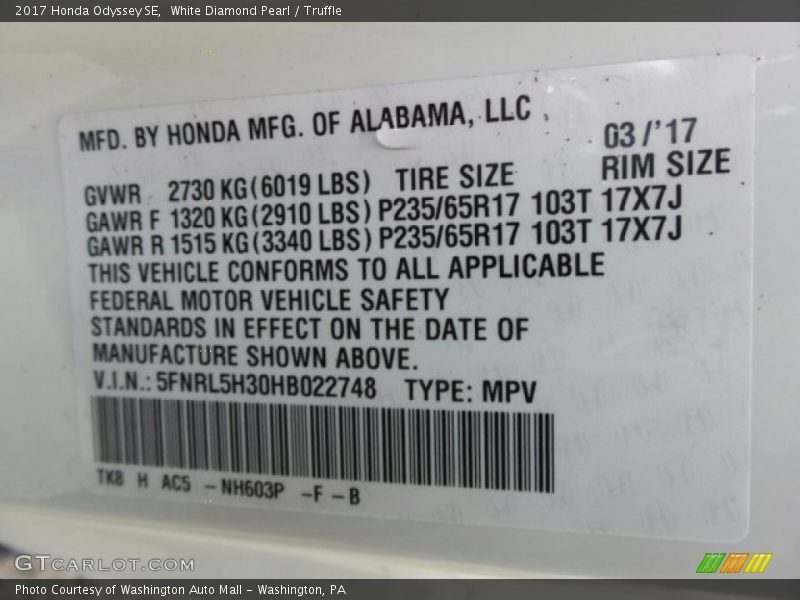 2017 Honda Odyssey SE, White Diamond Pearl / Truffle
MFD. BY HONDA MFG. OF ALABAMA, LLC 03/'17
GVWR 2730 KG(6019 LBS) TIRE SIZE RIM SIZE
GAWR F 1320 KG(2910 LBS) P235/65R17 103T 17X7J
GAWR R 1515 KG(3340 LBS) P235/65R17 103T 17X7J
THIS VEHICLE CONFORMS TO ALL APPLICABLE
FEDERAL MOTOR VEHICLE SAFETY
STANDARDS IN EFFECT ON THE DATE OF
MANUFACTURE SHOWN ABOVE.
V.I.N.: 5FNRL5H30HB022748 TYPE: MPV
TK8 H AC5 -NH603P -F-B
GTCARLOT.COM
Photo Courtesy of Washington Auto Mall - Washington, PA